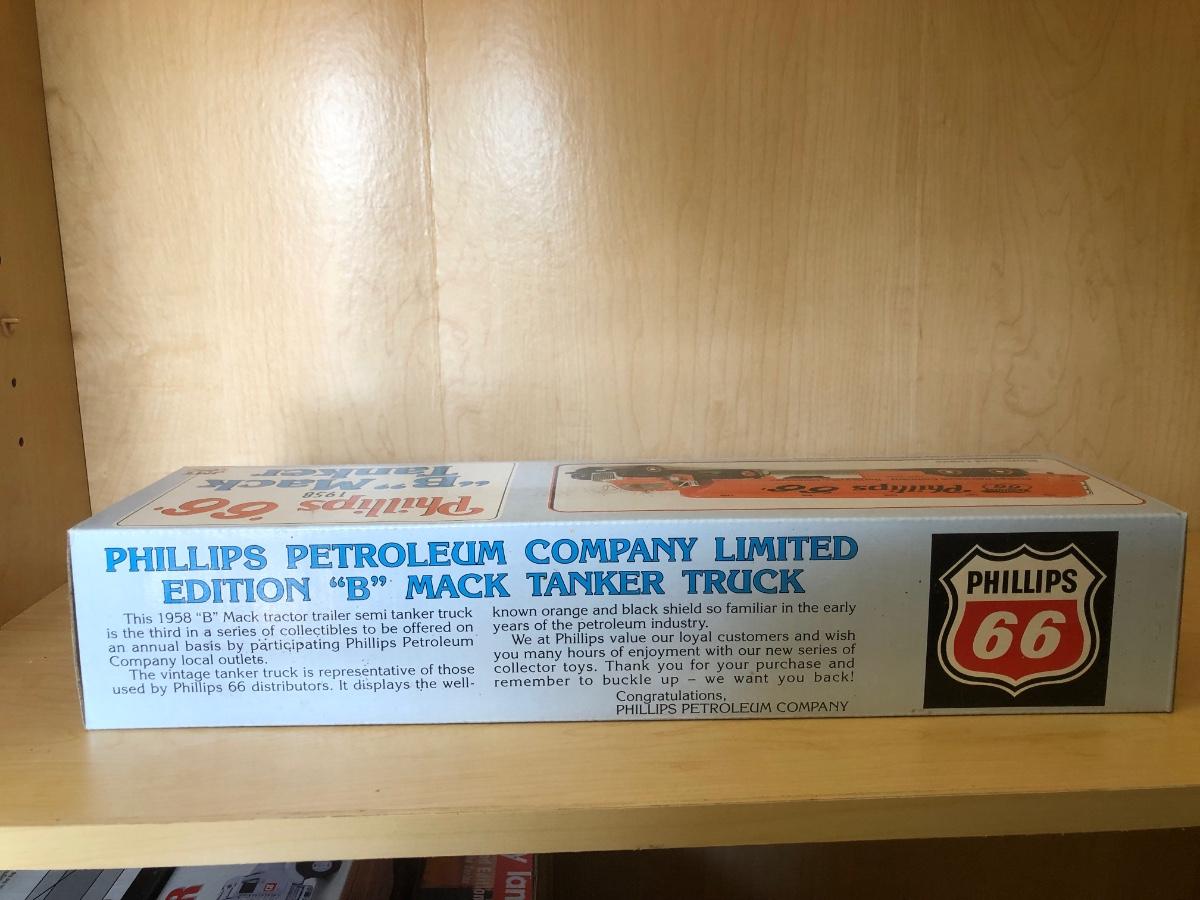 Phillips "66"
1958
"B" Mack
Tanker
Phillips "66"
PHILLIPS PETROLEUM COMPANY LIMITED
EDITION “B” MACK TANKER TRUCK
This 1958 “B” Mack tractor trailer semi tanker truck
is the third in a series of collectibles to be offered on
an annual basis by participating Phillips Petroleum
Company local outlets.
The vintage tanker truck is representative of those
used by Phillips 66 distributors. It displays the well-
known orange and black shield so familiar in the early
years of the petroleum industry.
We at Phillips value our loyal customers and wish
you many hours of enjoyment with our new series of
collector toys. Thank you for your purchase and
remember to buckle up – we want you back!
Congratulations,
PHILLIPS PETROLEUM COMPANY
PHILLIPS
66